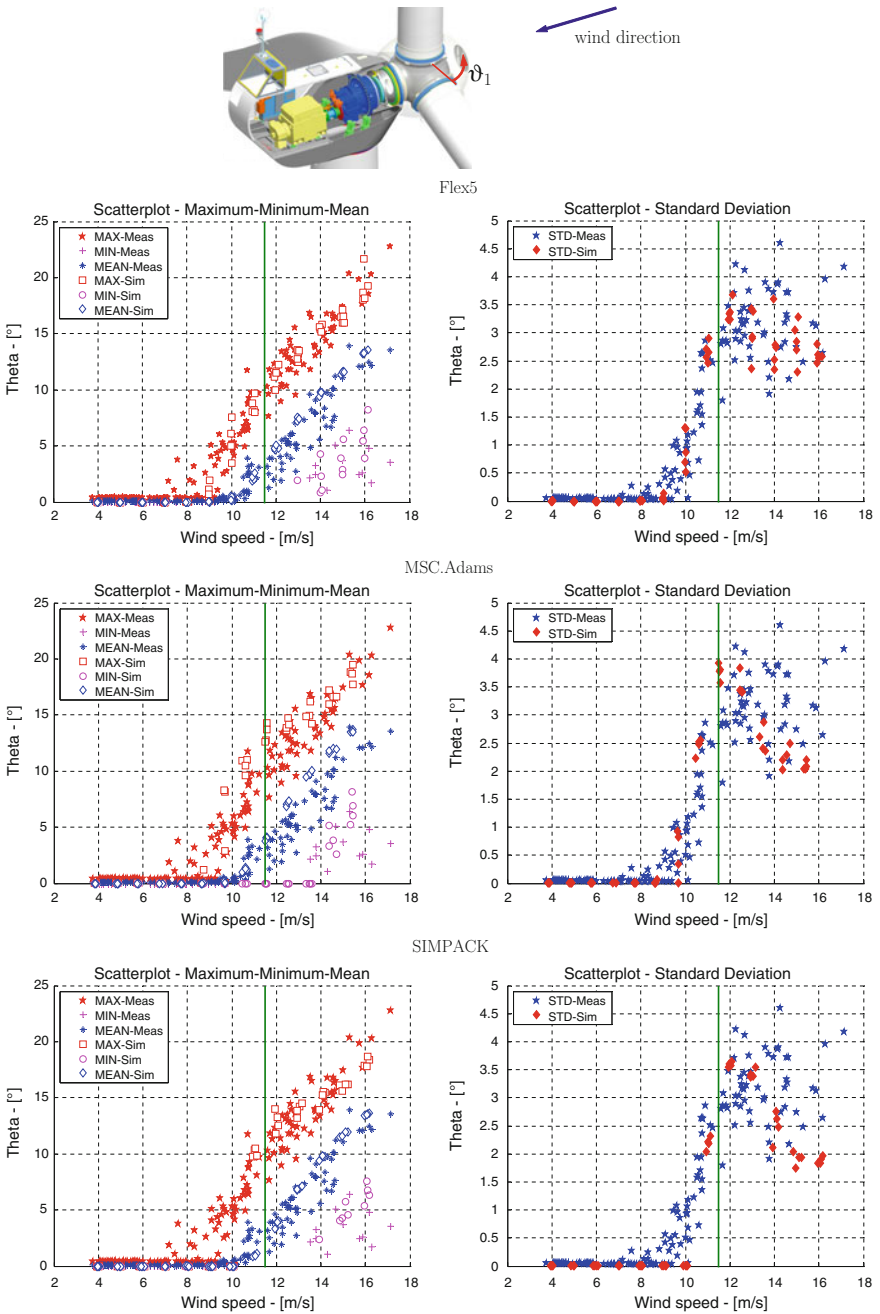 wind direction
ϑ1
Flex5
Scatterplot - Maximum-Minimum-Mean
25
20
15
10
5
0
Theta - [°]
MAX-Meas
MIN-Meas
MEAN-Meas
MAX-Sim
MIN-Sim
MEAN-Sim
2 4 6 8 10 12 14 16 18
Wind speed - [m/s]
Scatterplot - Standard Deviation
5
4.5
4
3.5
3
2.5
2
1.5
1
0.5
0
Theta - [°]
STD-Meas
STD-Sim
2 4 6 8 10 12 14 16 18
Wind speed - [m/s]
MSC.Adams
Scatterplot - Maximum-Minimum-Mean
25
20
15
10
5
0
Theta - [°]
MAX-Meas
MIN-Meas
MEAN-Meas
MAX-Sim
MIN-Sim
MEAN-Sim
2 4 6 8 10 12 14 16 18
Wind speed - [m/s]
Scatterplot - Standard Deviation
5
4.5
4
3.5
3
2.5
2
1.5
1
0.5
0
Theta - [°]
STD-Meas
STD-Sim
2 4 6 8 10 12 14 16 18
Wind speed - [m/s]
SIMPACK
Scatterplot - Maximum-Minimum-Mean
25
20
15
10
5
0
Theta - [°]
MAX-Meas
MIN-Meas
MEAN-Meas
MAX-Sim
MIN-Sim
MEAN-Sim
2 4 6 8 10 12 14 16 18
Wind speed - [m/s]
Scatterplot - Standard Deviation
5
4.5
4
3.5
3
2.5
2
1.5
1
0.5
0
Theta - [°]
STD-Meas
STD-Sim
2 4 6 8 10 12 14 16 18
Wind speed - [m/s]